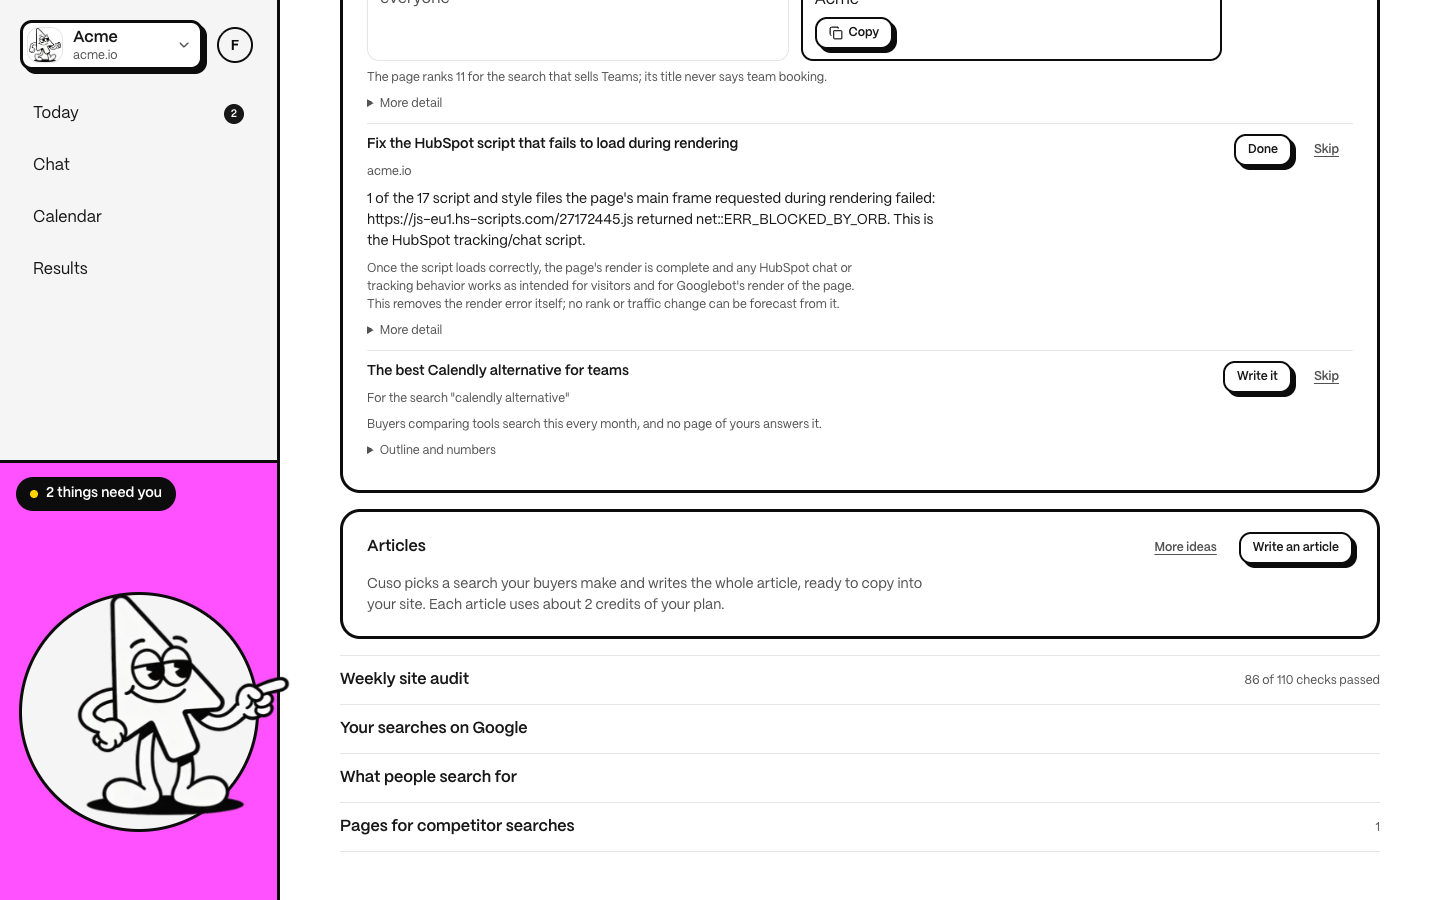 Acme
acme.io
F
Today
2
Chat
Calendar
Results
2 things need you
everyone
Acme
Copy
The page ranks 11 for the search that sells Teams; its title never says team booking.
More detail
Fix the HubSpot script that fails to load during rendering
Done
Skip
acme.io
1 of the 17 script and style files the page's main frame requested during rendering failed:
https://js-eu1.hs-scripts.com/27172445.js returned net::ERR_BLOCKED_BY_ORB. This is
the HubSpot tracking/chat script.
Once the script loads correctly, the page's render is complete and any HubSpot chat or
tracking behavior works as intended for visitors and for Googlebot's render of the page.
This removes the render error itself; no rank or traffic change can be forecast from it.
More detail
The best Calendly alternative for teams
Write it
Skip
For the search "calendly alternative"
Buyers comparing tools search this every month, and no page of yours answers it.
Outline and numbers
Articles
More ideas
Write an article
Cuso picks a search your buyers make and writes the whole article, ready to copy into
your site. Each article uses about 2 credits of your plan.
Weekly site audit
86 of 110 checks passed
Your searches on Google
What people search for
Pages for competitor searches
1